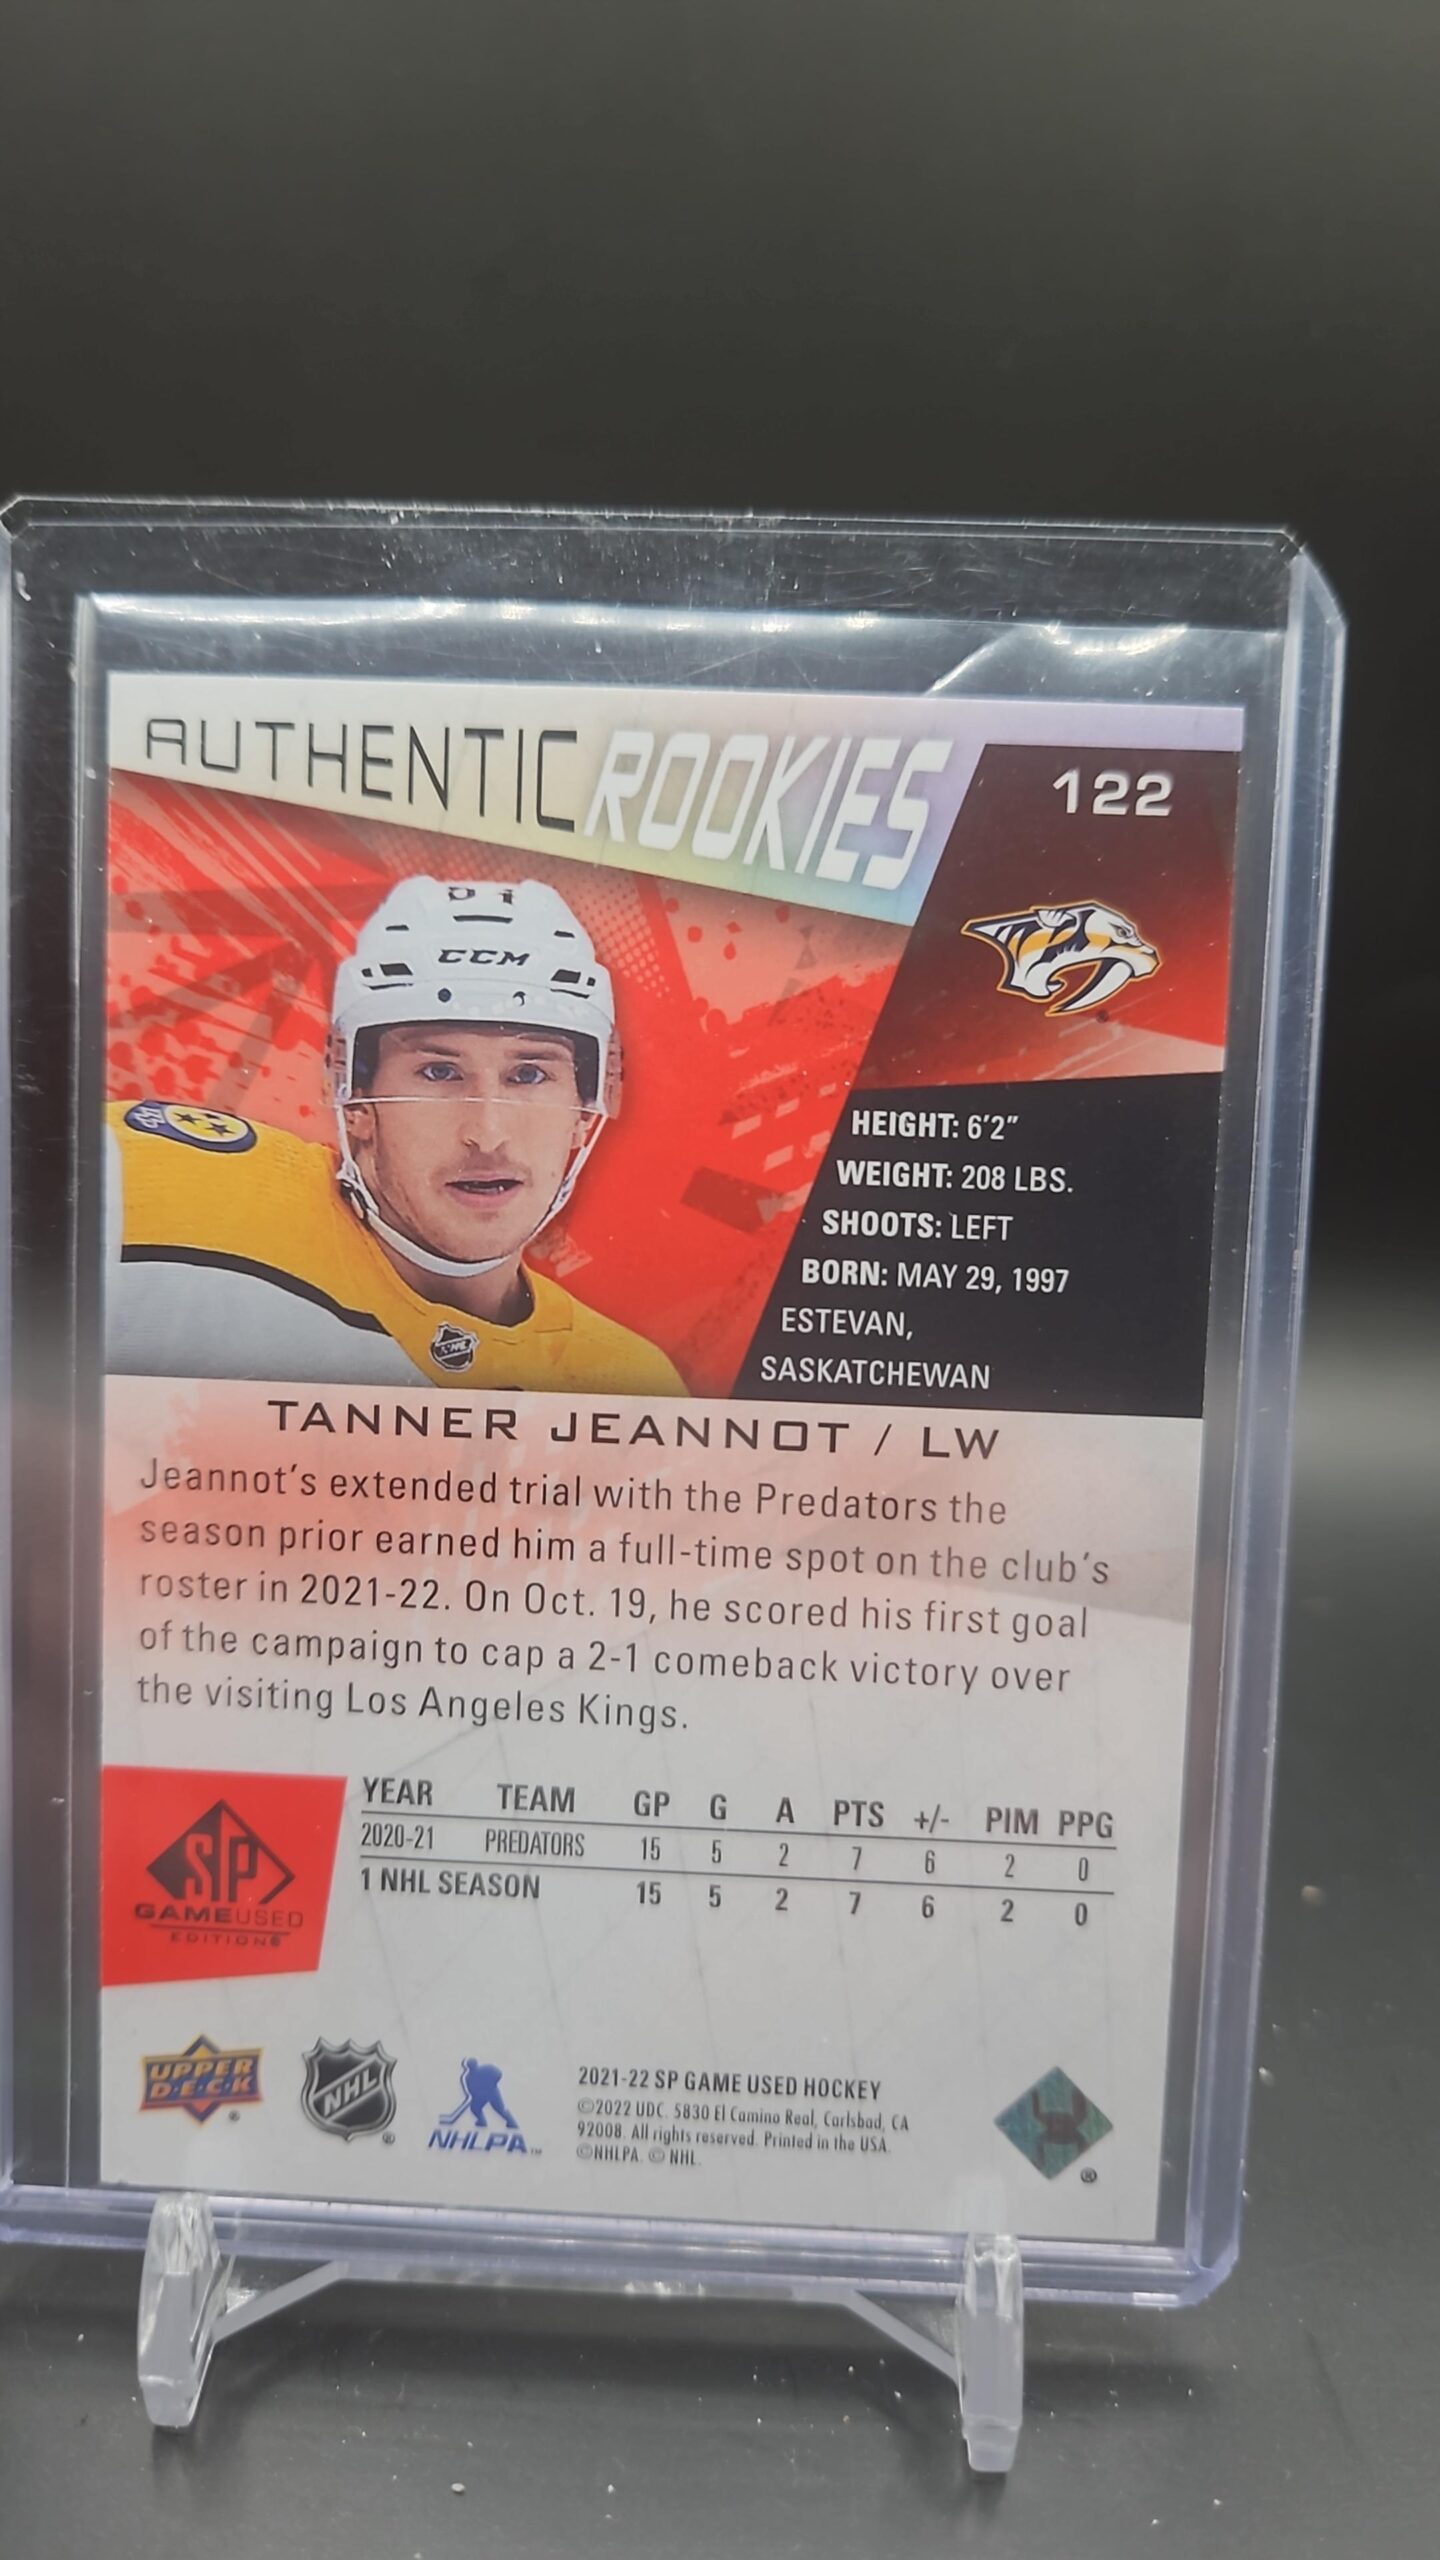 AUTHENTIC ROOKIES
122
CCM
HEIGHT: 6'2"
WEIGHT: 208 LBS.
SHOOTS: LEFT
BORN: MAY 29, 1997
ESTEVAN,
SASKATCHEWAN
TANNER JEANNOT / LW
Jeannot's extended trial with the Predators the
season prior earned him a full-time spot on the club's
roster in 2021-22. On Oct. 19, he scored his first goal
of the campaign to cap a 2-1 comeback victory over
the visiting Los Angeles Kings.
YEAR TEAM GP G A PTS +/- PIM PPG
2020-21 PREDATORS 15 5 2 7 6 2 0
1 NHL SEASON 15 5 2 7 6 2 0
SP
GAMEUSED
EDITION®
UPPER
DECK®
NHL®
NHLPA™
2021-22 SP GAME USED HOCKEY
©2022 UDC. 5830 El Camino Real, Carlsbad, CA
92008. All rights reserved. Printed in the USA.
©NHLPA. © NHL.
®